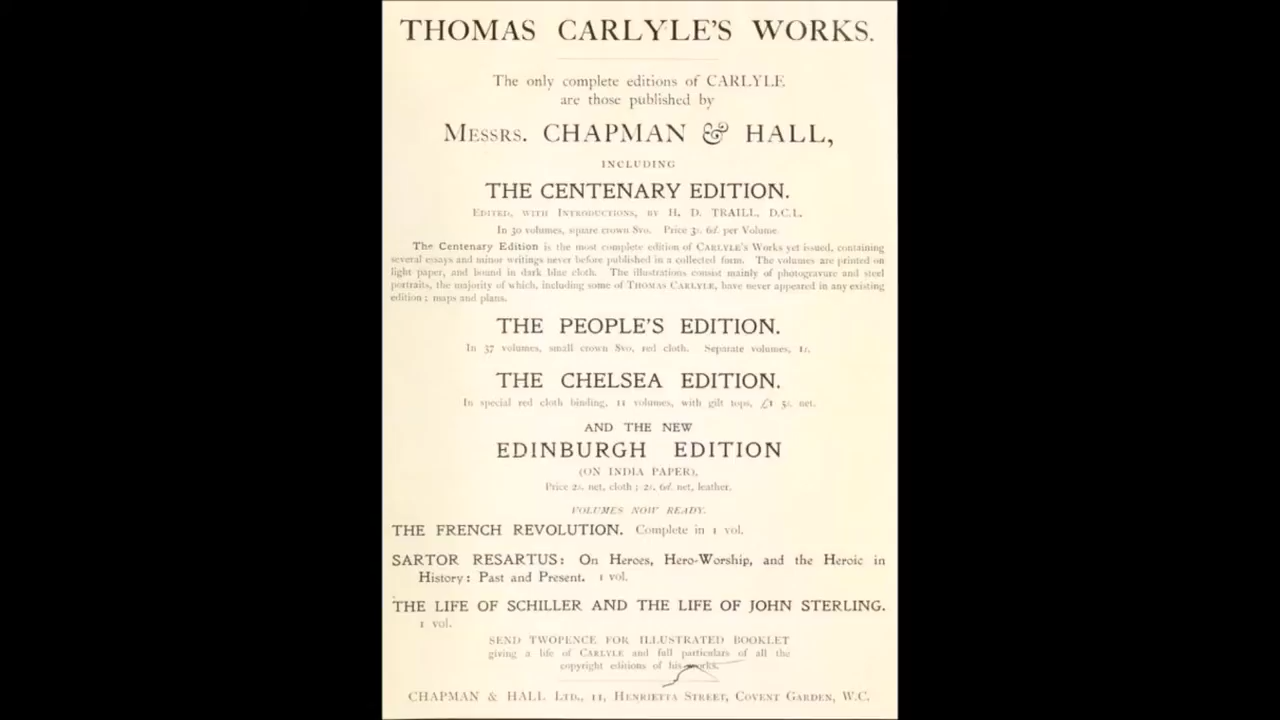 THOMAS CARLYLE'S WORKS.
The only complete editions of CARLYLE
are those published by
MESSRS. CHAPMAN & HALL,
INCLUDING
THE CENTENARY EDITION.
EDITED, WITH INTRODUCTIONS, BY H. D. TRAILL, D.C.L.
In 30 volumes, square crown 8vo. Price 3s. 6d. per Volume
The Centenary Edition is the most complete edition of CARLYLE'S Works yet issued, containing
several essays and minor writings never before published in a collected form. The volumes are printed on
light paper, and bound in dark blue cloth. The illustrations consist mainly of photogravure and steel
portraits, the majority of which, including some of THOMAS CARLYLE, have never appeared in any existing
edition; maps and plans.
THE PEOPLE'S EDITION.
In 37 volumes, small crown 8vo, red cloth. Separate volumes, 1s.
THE CHELSEA EDITION.
In special red cloth binding, 11 volumes, with gilt tops, £1 5s. net.
AND THE NEW
EDINBURGH EDITION
(ON INDIA PAPER),
Price 2s. net, cloth; 2s. 6d. net, leather.
VOLUMES NOW READY.
THE FRENCH REVOLUTION. Complete in 1 vol.
SARTOR RESARTUS: On Heroes, Hero-Worship, and the Heroic in
History: Past and Present. 1 vol.
THE LIFE OF SCHILLER AND THE LIFE OF JOHN STERLING.
1 vol.
SEND TWOPENCE FOR ILLUSTRATED BOOKLET
giving a life of CARLYLE and full particulars of all the
copyright editions of his works.
CHAPMAN & HALL LTD., 11, HENRIETTA STREET, COVENT GARDEN, W.C.